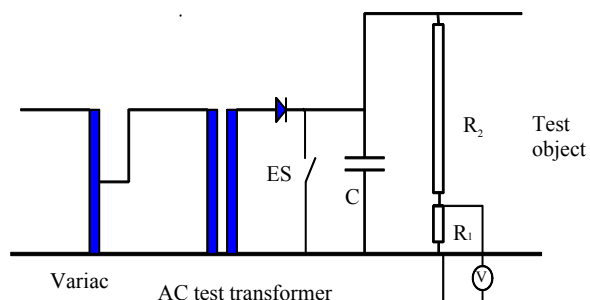 R₂
Test
object
ES
C
R₁
V
Variac
AC test transformer